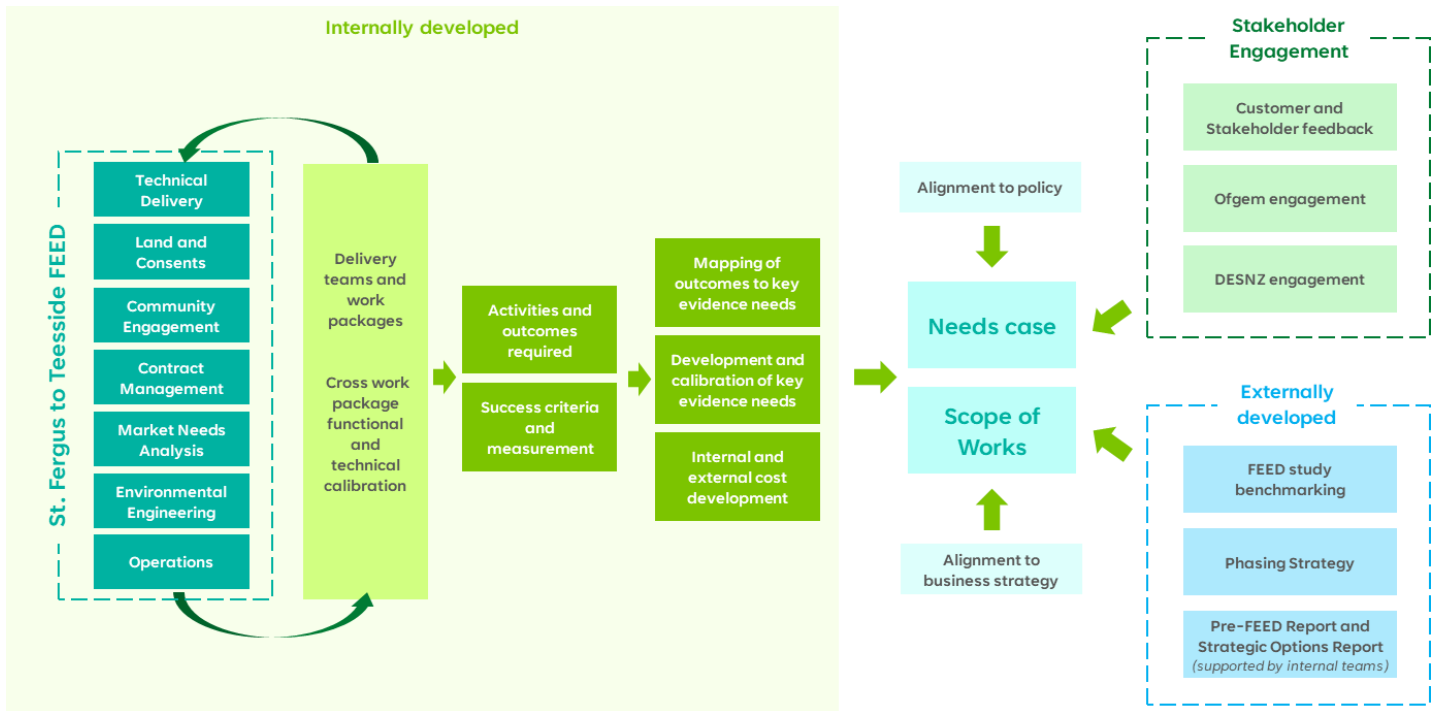 Internally developed
St. Fergus to Teesside FEED
Technical
Delivery
Land and
Consents
Community
Engagement
Contract
Management
Market Needs
Analysis
Environmental
Engineering
Operations
Delivery
teams and
work
packages
Cross work
package
functional
and
technical
calibration
Activities and
outcomes
required
Success criteria
and
measurement
Mapping of
outcomes to key
evidence needs
Development and
calibration of key
evidence needs
Internal and
external cost
development
Alignment to policy
Needs case
Scope of
Works
Alignment to
business strategy
Stakeholder
Engagement
Customer and
Stakeholder feedback
Ofgem engagement
DESNZ engagement
Externally
developed
FEED study
benchmarking
Phasing Strategy
Pre-FEED Report and
Strategic Options Report
(supported by internal teams)